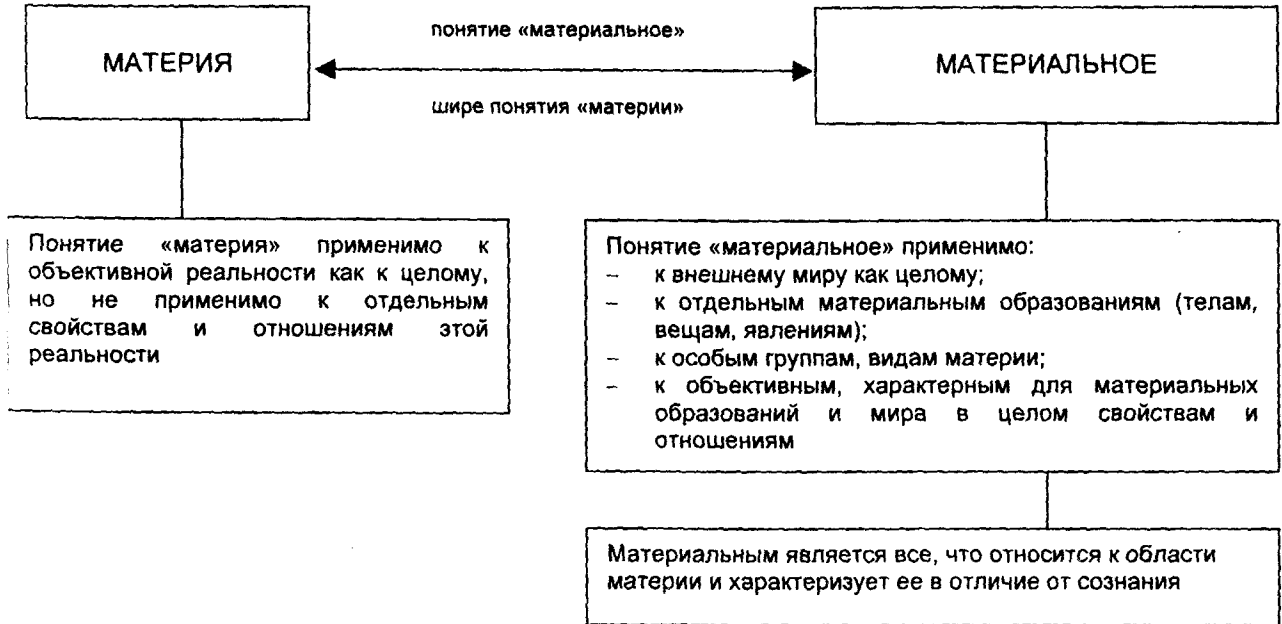 понятие «материальное»
МАТЕРИЯ
МАТЕРИАЛЬНОЕ
шире понятия «материи»
Понятие «материя» применимо к
объективной реальности как к целому,
но не применимо к отдельным
свойствам и отношениям этой
реальности
Понятие «материальное» применимо:
– к внешнему миру как целому;
– к отдельным материальным образованиям (телам,
вещам, явлениям);
– к особым группам, видам материи;
– к объективным, характерным для материальных
образований и мира в целом свойствам и
отношениям
Материальным является все, что относится к области
материи и характеризует ее в отличие от сознания